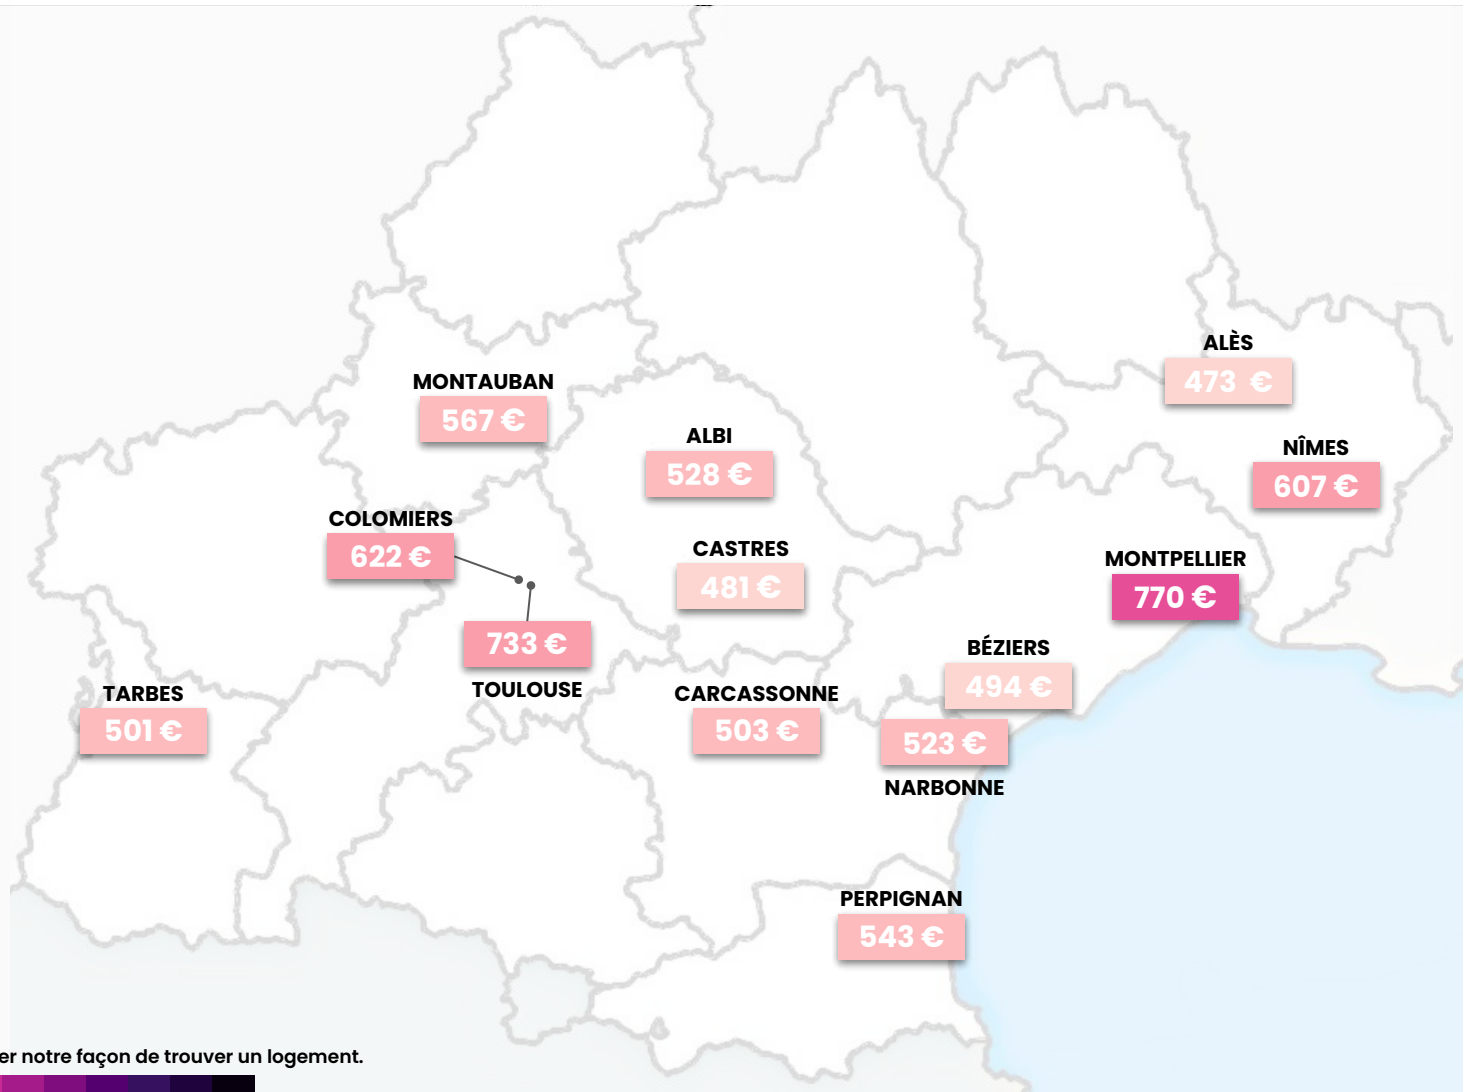 ALÈS
473 €
MONTAUBAN
567 €
ALBI
528 €
NÎMES
607 €
COLOMIERS
622 €
CASTRES
481 €
MONTPELLIER
770 €
733 €
TOULOUSE
BÉZIERS
494 €
TARBES
501 €
CARCASSONNE
503 €
523 €
NARBONNE
PERPIGNAN
543 €
er notre façon de trouver un logement.